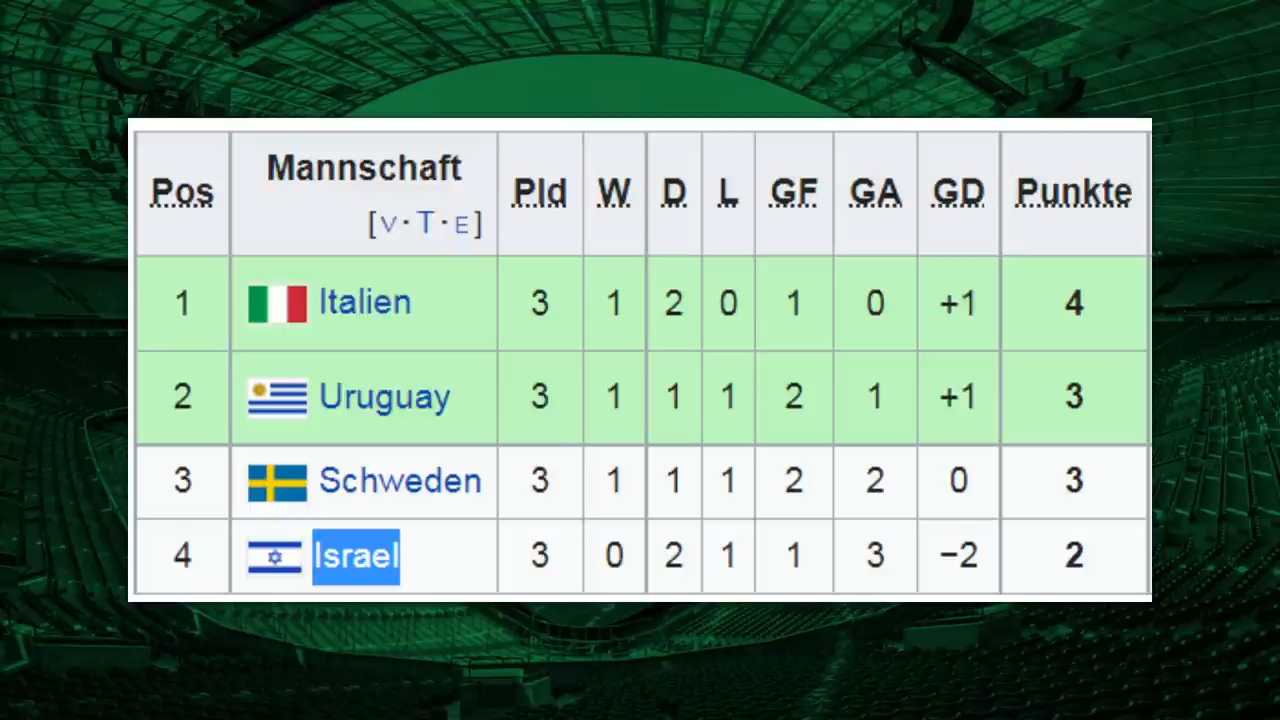 Pos Mannschaft [V·T·E] Pld W D L GF GA GD Punkte
1 Italien 3 1 2 0 1 0 +1 4
2 Uruguay 3 1 1 1 2 1 +1 3
3 Schweden 3 1 1 1 2 2 0 3
4 Israel 3 0 2 1 1 3 −2 2